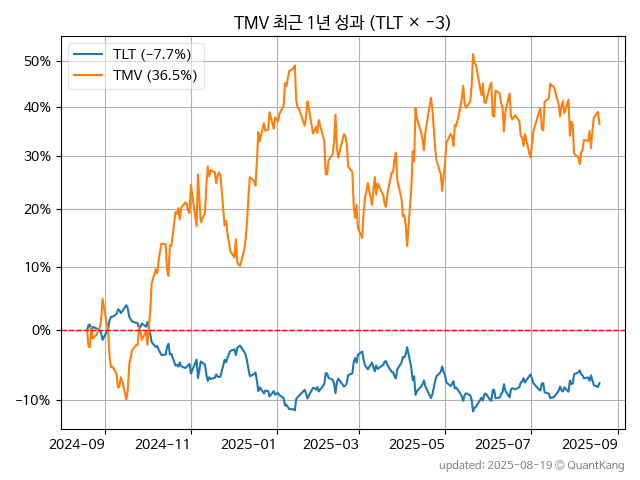 TMV 최근 1년 성과 (TLT × −3)
TLT (−7.7%)
TMV (36.5%)
50%
40%
30%
20%
10%
0%
−10%
2024−09 2024−11 2025−01 2025−03 2025−05 2025−07 2025−09
updated: 2025-08-19 © QuantKang